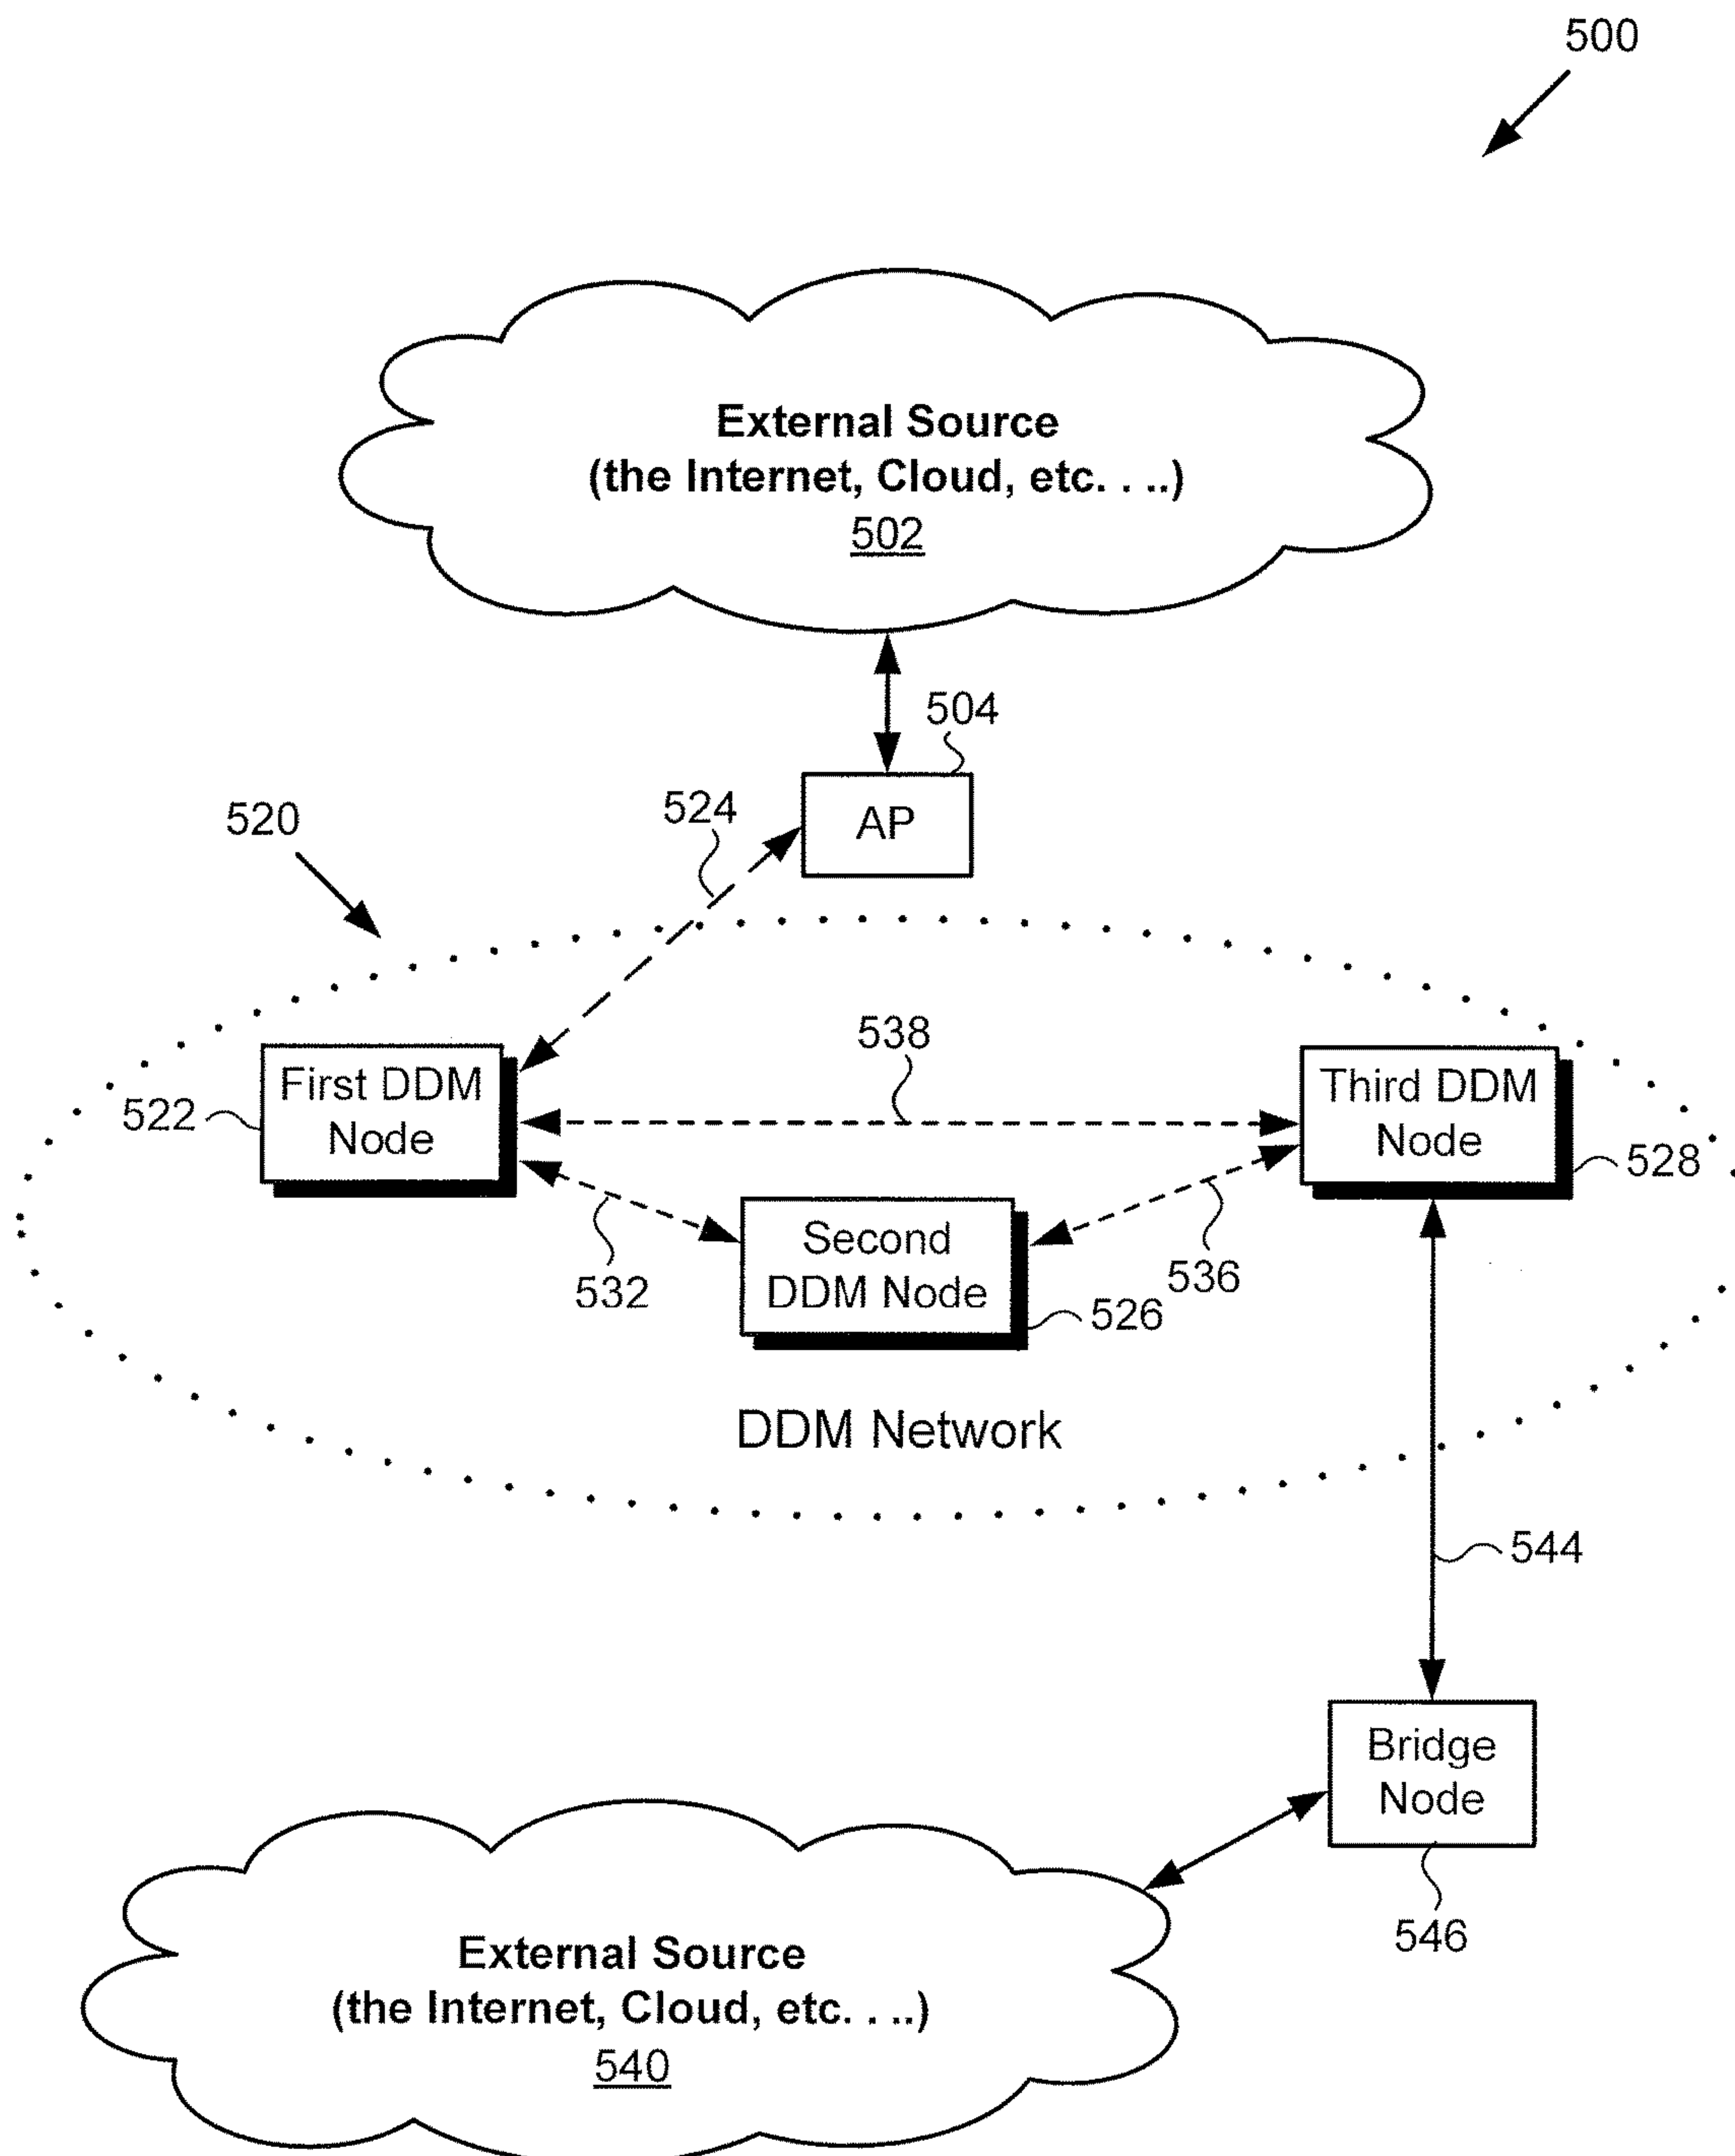 500
External Source
(the Internet, Cloud, etc. . ..)
502
504
AP
524
520
538
First DDM
Node
522
Third DDM
Node
528
532
Second
DDM Node
526
536
DDM Network
544
Bridge
Node
546
External Source
(the Internet, Cloud, etc. . ..)
540